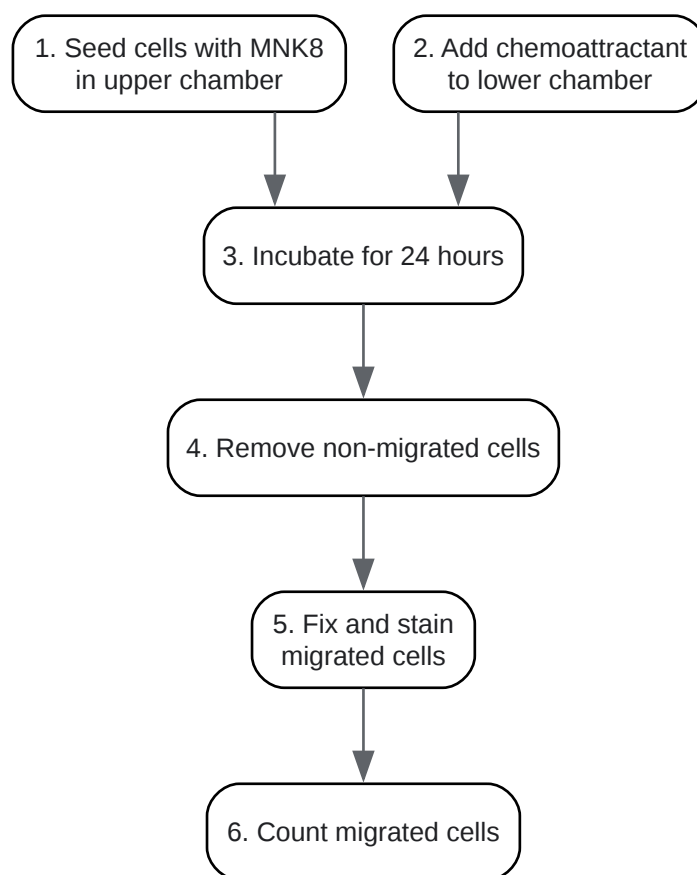 1. Seed cells with MNK8
in upper chamber
2. Add chemoattractant
to lower chamber
3. Incubate for 24 hours
4. Remove non-migrated cells
5. Fix and stain
migrated cells
6. Count migrated cells